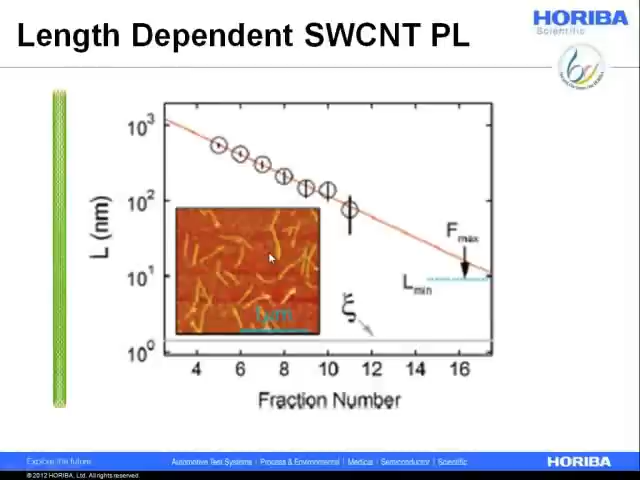 Length Dependent SWCNT PL
HORIBA
Scientific
10³
10²
10¹
10⁰
L (nm)
1μm
F max
L min
ξ
4 6 8 10 12 14 16
Fraction Number
Explore the future
Automotive Test Systems | Process & Environmental | Medical | Semiconductor | Scientific
HORIBA
© 2012 HORIBA, Ltd. All rights reserved.